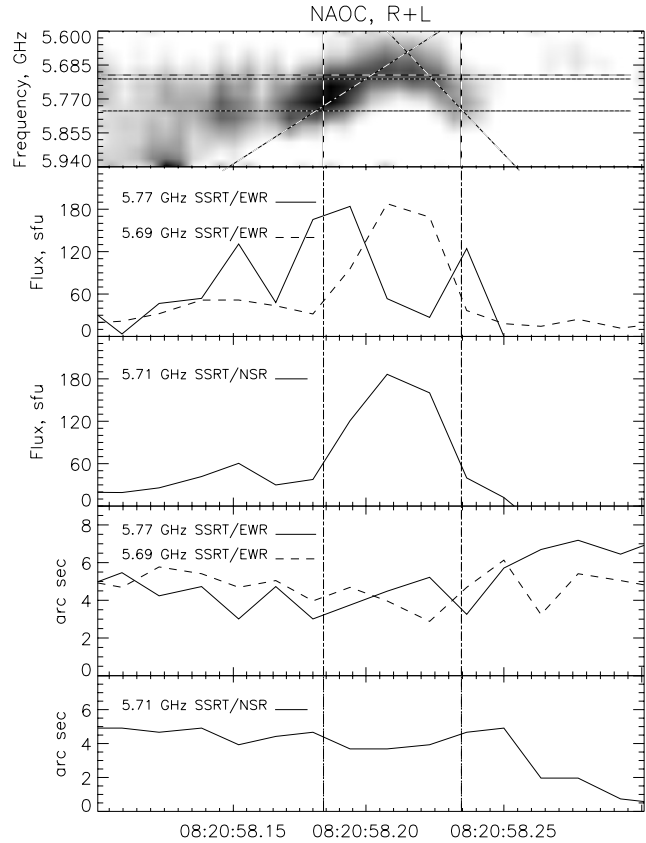 NAOC, R+L
Frequency, GHz
5.600
5.685
5.770
5.855
5.940
Flux, sfu
180
120
60
0
5.77 GHz SSRT/EWR
5.69 GHz SSRT/EWR
Flux, sfu
180
120
60
0
5.71 GHz SSRT/NSR
arc sec
8
6
4
2
0
5.77 GHz SSRT/EWR
5.69 GHz SSRT/EWR
arc sec
6
4
2
0
5.71 GHz SSRT/NSR
08:20:58.15 08:20:58.20 08:20:58.25